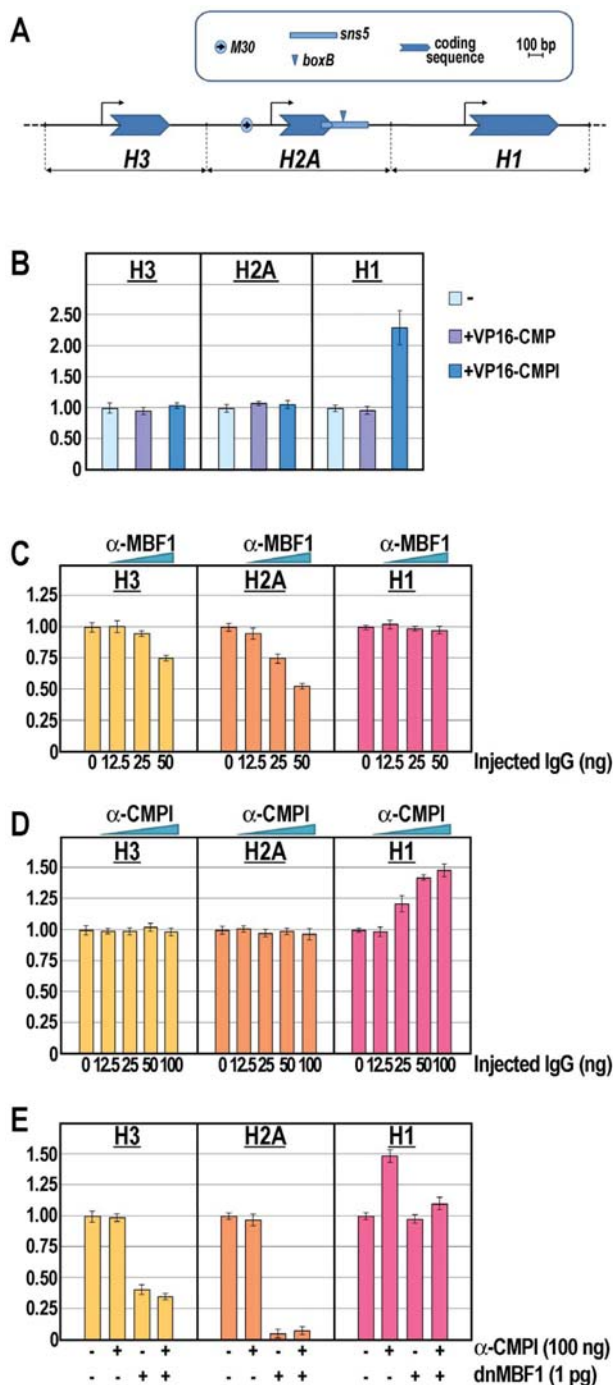 A
M30
sns5
boxB
coding
sequence
100 bp
H3 H2A H1
B
H3 H2A H1
2.50
2.00
1.50
1.00
0.50
0
-
+VP16-CMP
+VP16-CMPI
C
α-MBF1 α-MBF1 α-MBF1
H3 H2A H1
1.25
1.00
0.75
0.50
0.25
0
0 12.5 25 50 0 12.5 25 50 0 12.5 25 50 Injected IgG (ng)
D
α-CMPI α-CMPI α-CMPI
H3 H2A H1
1.50
1.25
1.00
0.75
0.50
0.25
0
0 12.5 25 50 100 0 12.5 25 50 100 0 12.5 25 50 100 Injected IgG (ng)
E
H3 H2A H1
1.50
1.25
1.00
0.75
0.50
0.25
0
- + - + - + - + - + - + α-CMPI (100 ng)
- - + + - - + + - - + + dnMBF1 (1 pg)